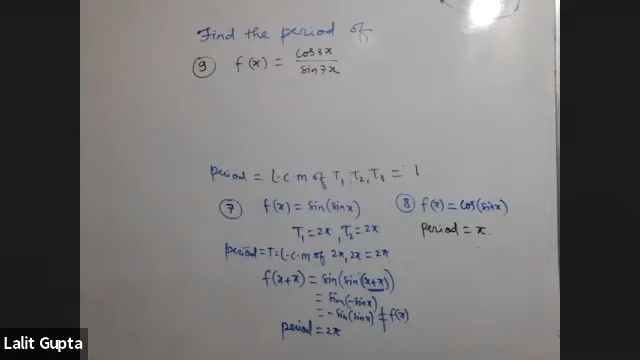 Find the period of
⑨ f(x) = cos3x / sin7x
period = L.C.M of T₁, T₂, T₃ = 1
⑦ f(x) = sin(sinx)
⑧ f(x) = cos(sinx)
T₁ = 2π, T₂ = 2π
period = π
period = T = L.C.M of 2π, 2π = 2π
f(x+π) = sin(sin(x+π))
= sin(-sinx)
= -sin(sinx) ≠ f(x)
period = 2π
Lalit Gupta